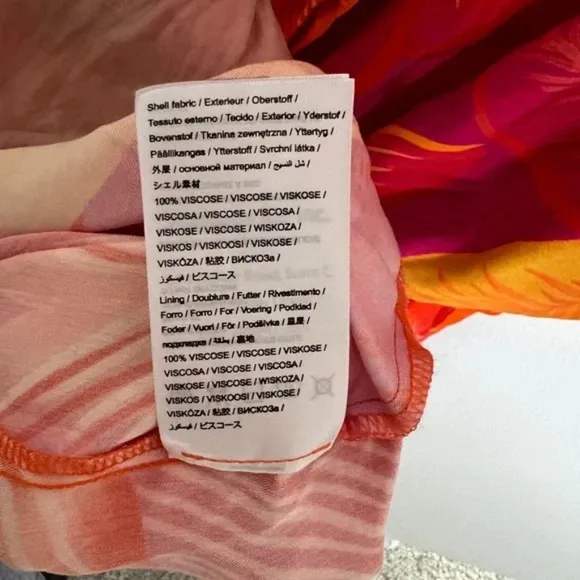 Shell fabric / Exterieur / Oberstoff /
Tessuto esterno / Tecido / Exterior / Yderstof /
Bovenstof / Tkanina zewnętrzna / Yttertyg /
Päällikangas / Ytterstoff / Svrchní látka /
外层 / основной материал / شل النسيج /
シェル素材
100% VISCOSE / VISCOSE / VISKOSE /
VISCOSA / VISCOSE / VISCOSA /
VISKOSE / VISCOSE / WISKOZA /
VISKOS / VISKOOSI / VISKOSE /
VISKÓZA / 粘胶 / ВИСКОЗа /
فيسكوز / ビスコース
Lining / Doublure / Futter / Rivestimento /
Forro / Forro / For / Voering / Podkład /
Foder / Vuori / Fôr / Podšívka / 里层 /
подкладка / بطانة / 裏地
100% VISCOSE / VISCOSE / VISKOSE /
VISCOSA / VISCOSE / VISCOSA /
VISKOSE / VISCOSE / WISKOZA /
VISKOS / VISKOOSI / VISKOSE /
VISKÓZA / 粘胶 / ВИСКОЗа /
فيسكوز / ビスコース